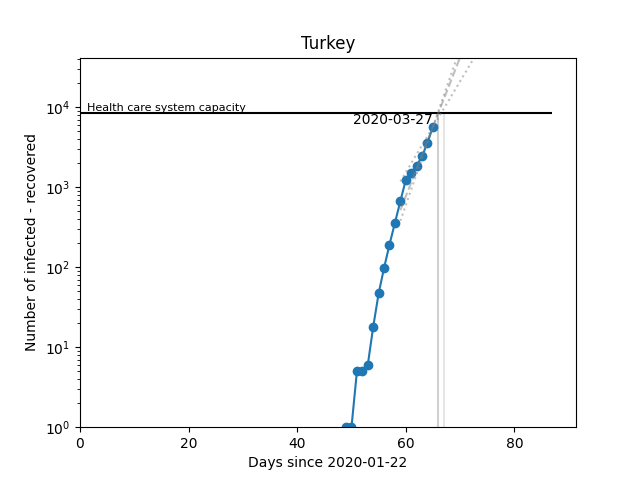 Turkey
Number of infected - recovered
10^4
10^3
10^2
10^1
10^0
Health care system capacity
2020-03-27
0 20 40 60 80
Days since 2020-01-22